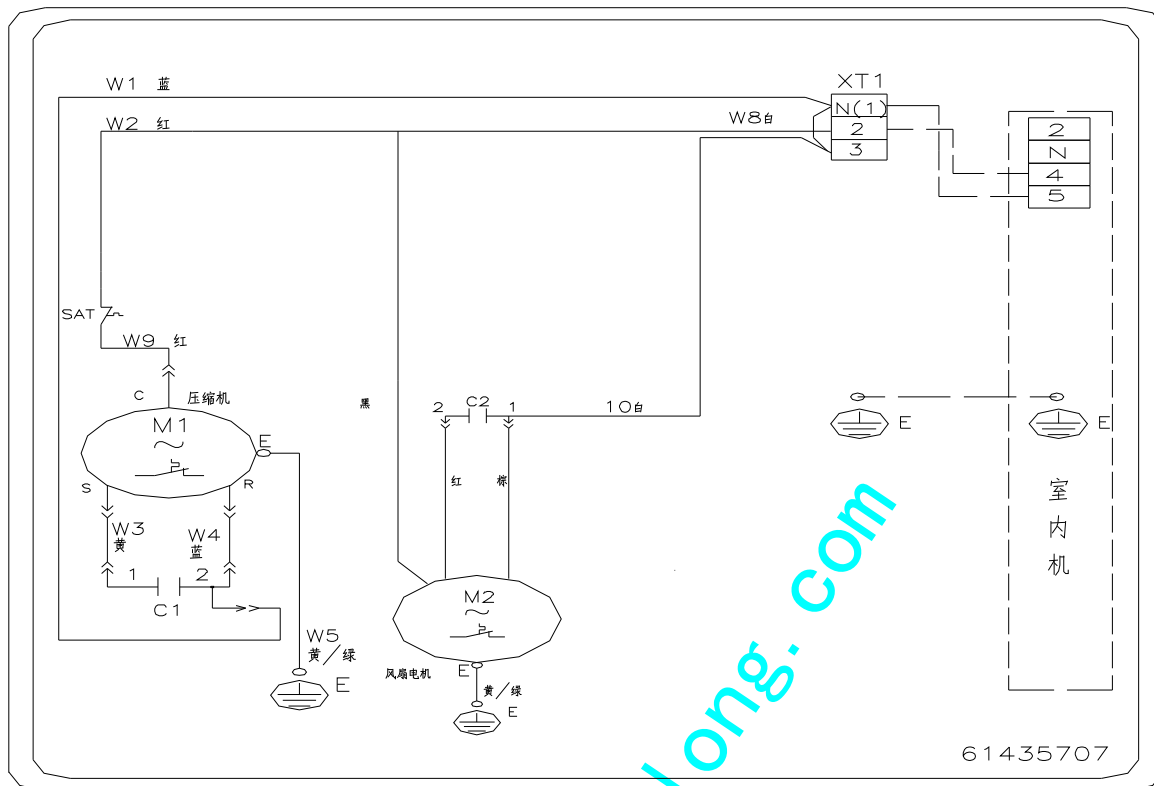 W1 蓝
XT1
N(1)
W2 红
W8白
2
3
2
N
4
5
SAT
W9 红
C
压缩机
M1
~
E
S
R
W3
黄
W4
蓝
1
2
C1
W5
黄/绿
E
黑
2
C2
1
10白
红
棕
M2
~
风扇电机
E
黄/绿
E
E
E
室
内
机
long.com
61435707